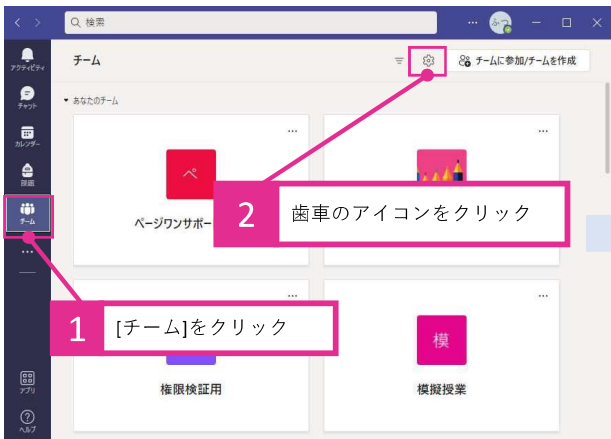 検索
ふつ
アクティビティ
チーム
チームに参加/チームを作成
チャット
あなたのチーム
カレンダー
課題
ペ
チーム
ページワンサポー
2
歯車のアイコンをクリック
1
[チーム]をクリック
模
権限検証用
模擬授業
アプリ
ヘルプ